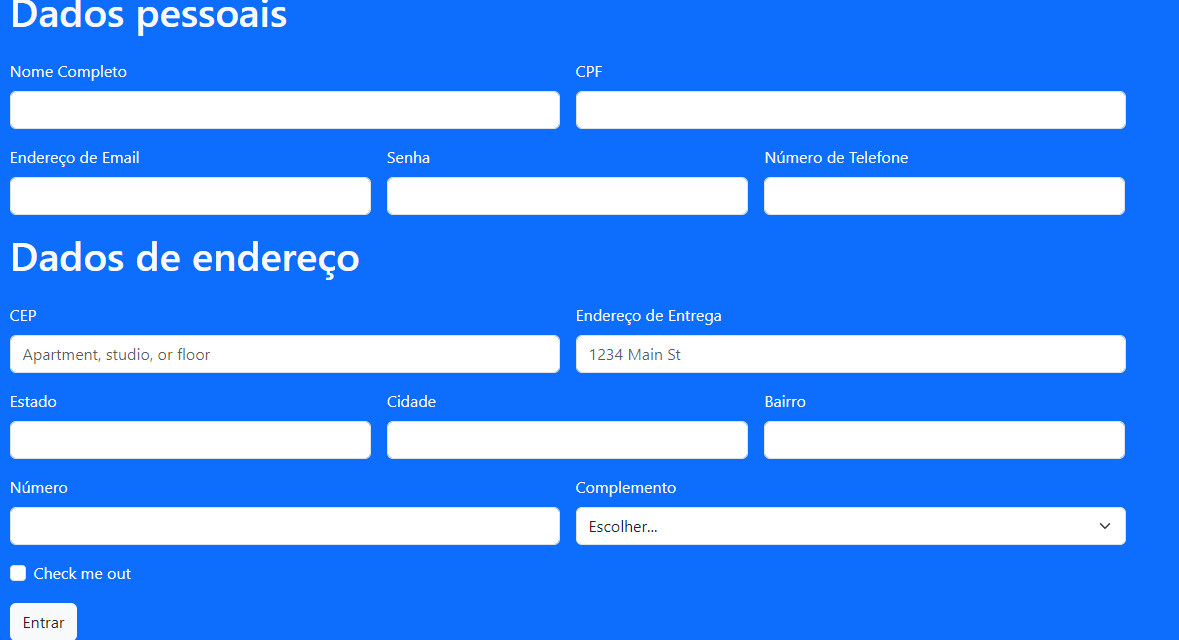 Dados pessoais
Nome Completo CPF
Endereço de Email Senha Número de Telefone
Dados de endereço
CEP Endereço de Entrega
Apartment, studio, or floor 1234 Main St
Estado Cidade Bairro
Número Complemento
Escolher...
Check me out
Entrar